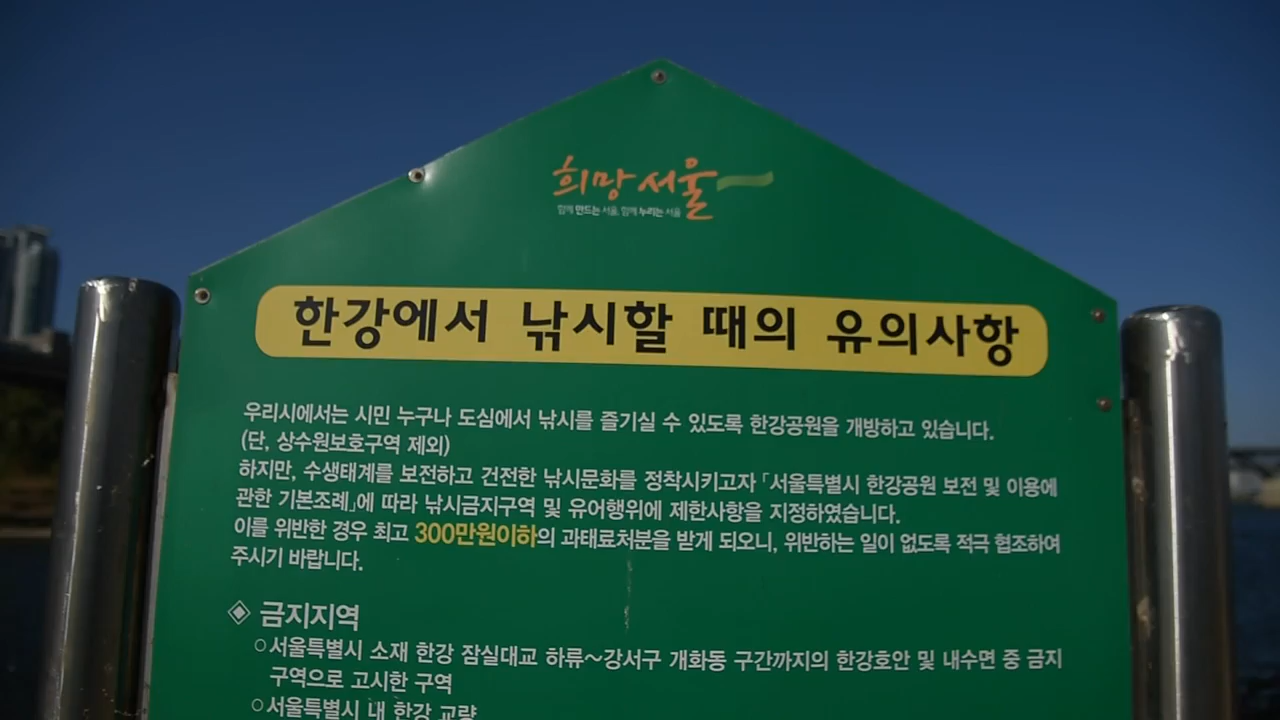 희망서울
함께 만드는 서울, 함께 누리는 서울
한강에서 낚시할 때의 유의사항
우리시에서는 시민 누구나 도심에서 낚시를 즐기실 수 있도록 한강공원을 개방하고 있습니다.
(단, 상수원보호구역 제외)
하지만, 수생태계를 보전하고 건전한 낚시문화를 정착시키고자 「서울특별시 한강공원 보전 및 이용에
관한 기본조례」에 따라 낚시금지구역 및 유어행위에 제한사항을 지정하였습니다.
이를 위반한 경우 최고 300만원이하의 과태료처분을 받게 되오니, 위반하는 일이 없도록 적극 협조하여
주시기 바랍니다.
◈ 금지지역
○서울특별시 소재 한강 잠실대교 하류~강서구 개화동 구간까지의 한강호안 및 내수면 중 금지
구역으로 고시한 구역
○서울특별시 내 한강 교량